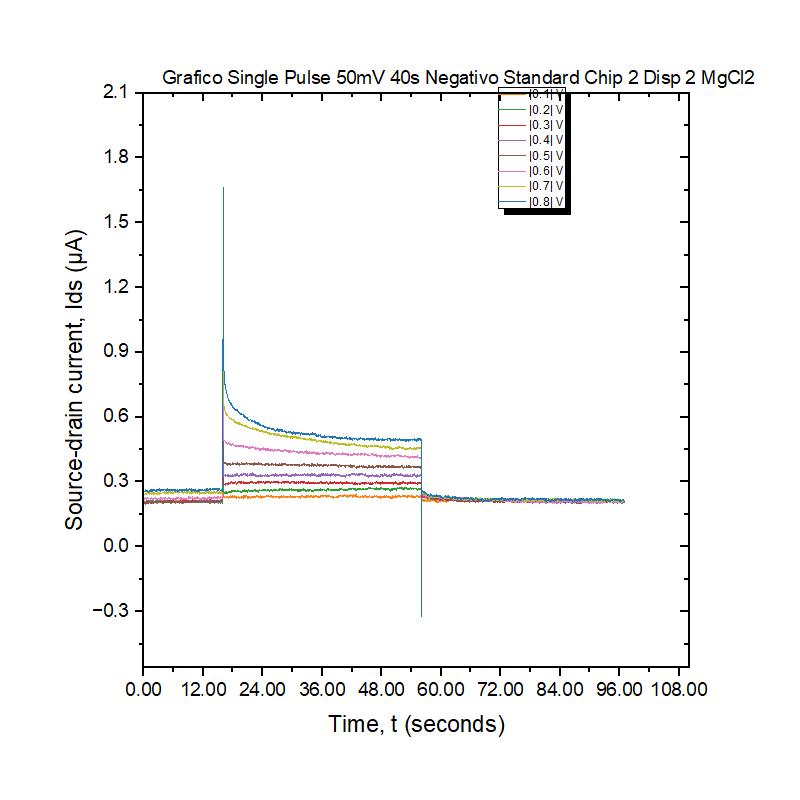 Grafico Single Pulse 50mV 40s Negativo Standard Chip 2 Disp 2 MgCl2
|0.1| V
|0.2| V
|0.3| V
|0.4| V
|0.5| V
|0.6| V
|0.7| V
|0.8| V
2.1
1.8
1.5
1.2
0.9
0.6
0.3
0.0
−0.3
Source-drain current, Ids (μA)
0.00 12.00 24.00 36.00 48.00 60.00 72.00 84.00 96.00 108.00
Time, t (seconds)